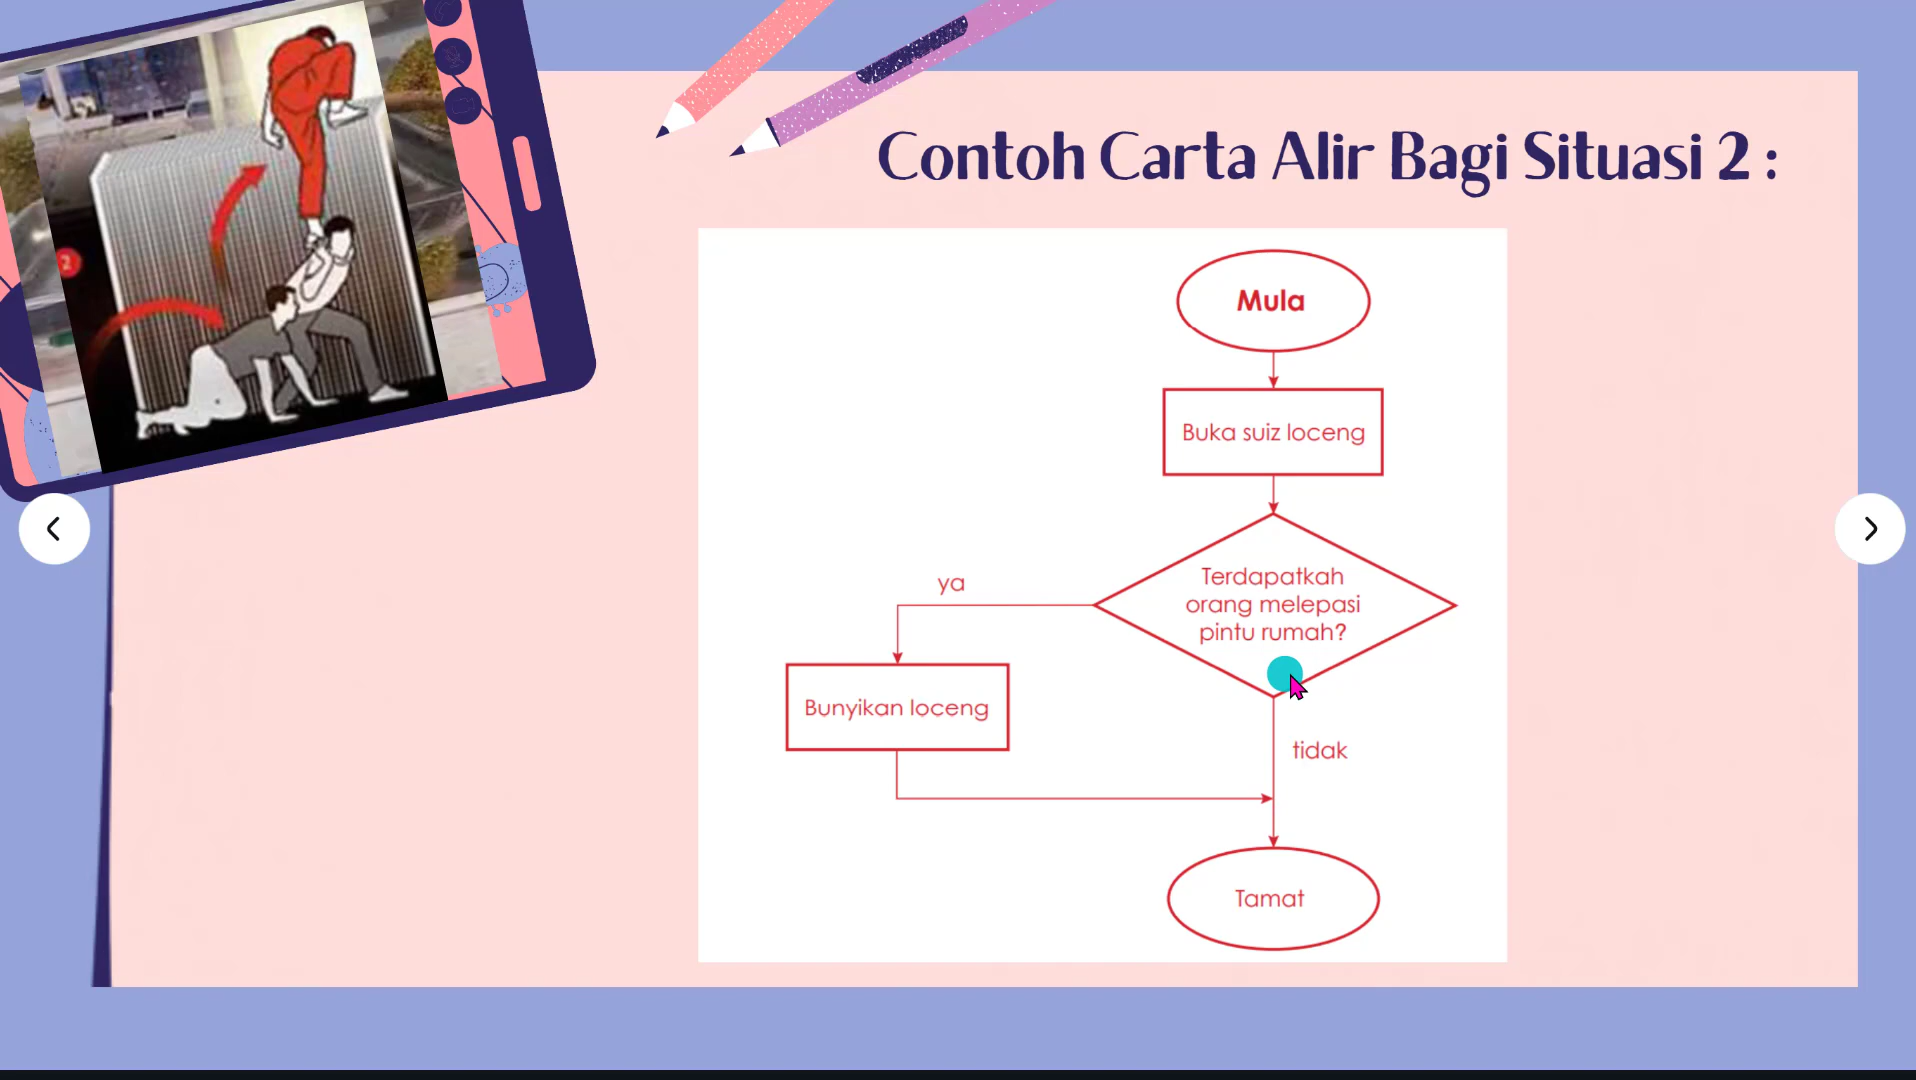 2
Contoh Carta Alir Bagi Situasi 2 :
Mula
Buka suiz loceng
Terdapatkah
orang melepasi
pintu rumah?
ya
Bunyikan loceng
tidak
Tamat